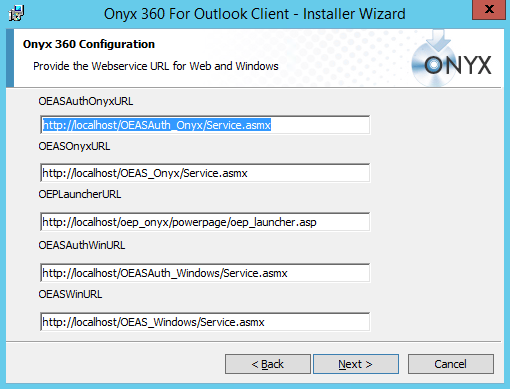 Onyx 360 For Outlook Client - Installer Wizard
x
Onyx 360 Configuration
Provide the Webservice URL for Web and Windows
ONYX
OEASAuthOnyxURL
http://localhost/OEASAuth_Onyx/Service.asmx
OEASOnyxURL
http://localhost/OEAS_Onyx/Service.asmx
OEPLauncherURL
http://localhost/oep_onyx/powerpage/oep_launcher.asp
OEASAuthWinURL
http://localhost/OEASAuth_Windows/Service.asmx
OEASWinURL
http://localhost/OEAS_Windows/Service.asmx
< Back
Next >
Cancel